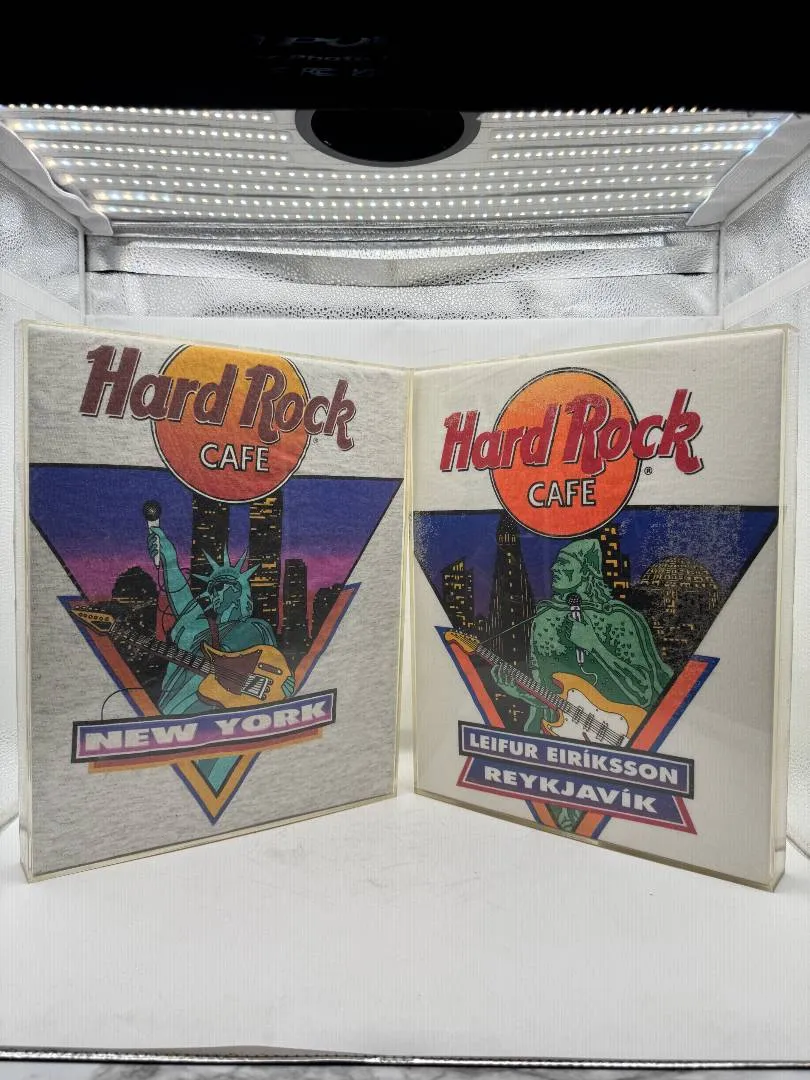 Hard Rock
CAFE
®
NEW YORK
Hard Rock
CAFE
®
LEIFUR EIRÍKSSON
REYKJAVÍK